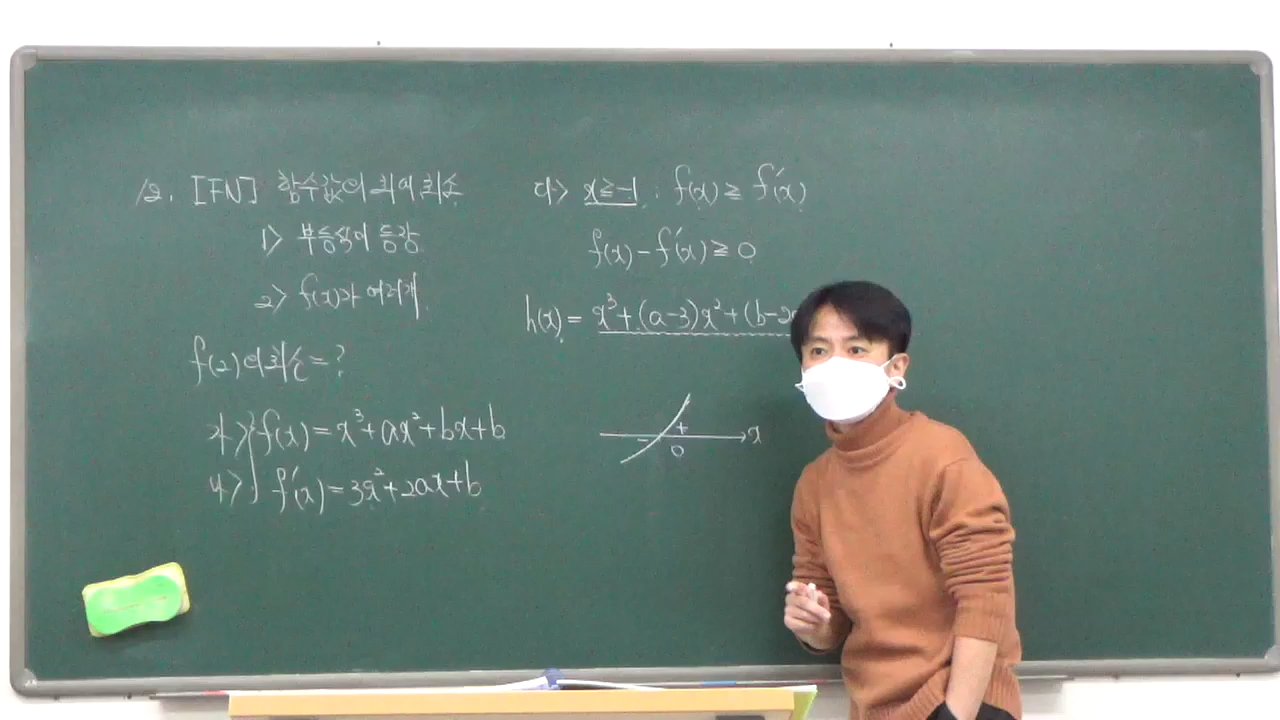 12. [FN] 함수값의 최대 최소
1> 부등식이 등장
2> f(x)가 여러개
f(2)의 최소 = ?
가> f(x) = x³+ax²+bx+b
나> f'(x) = 3x²+2ax+b
다> x≥-1 : f(x) ≥ f'(x)
f(x) - f'(x) ≥ 0
h(x) = x³+(a-3)x²+(b-2a
- + x
0